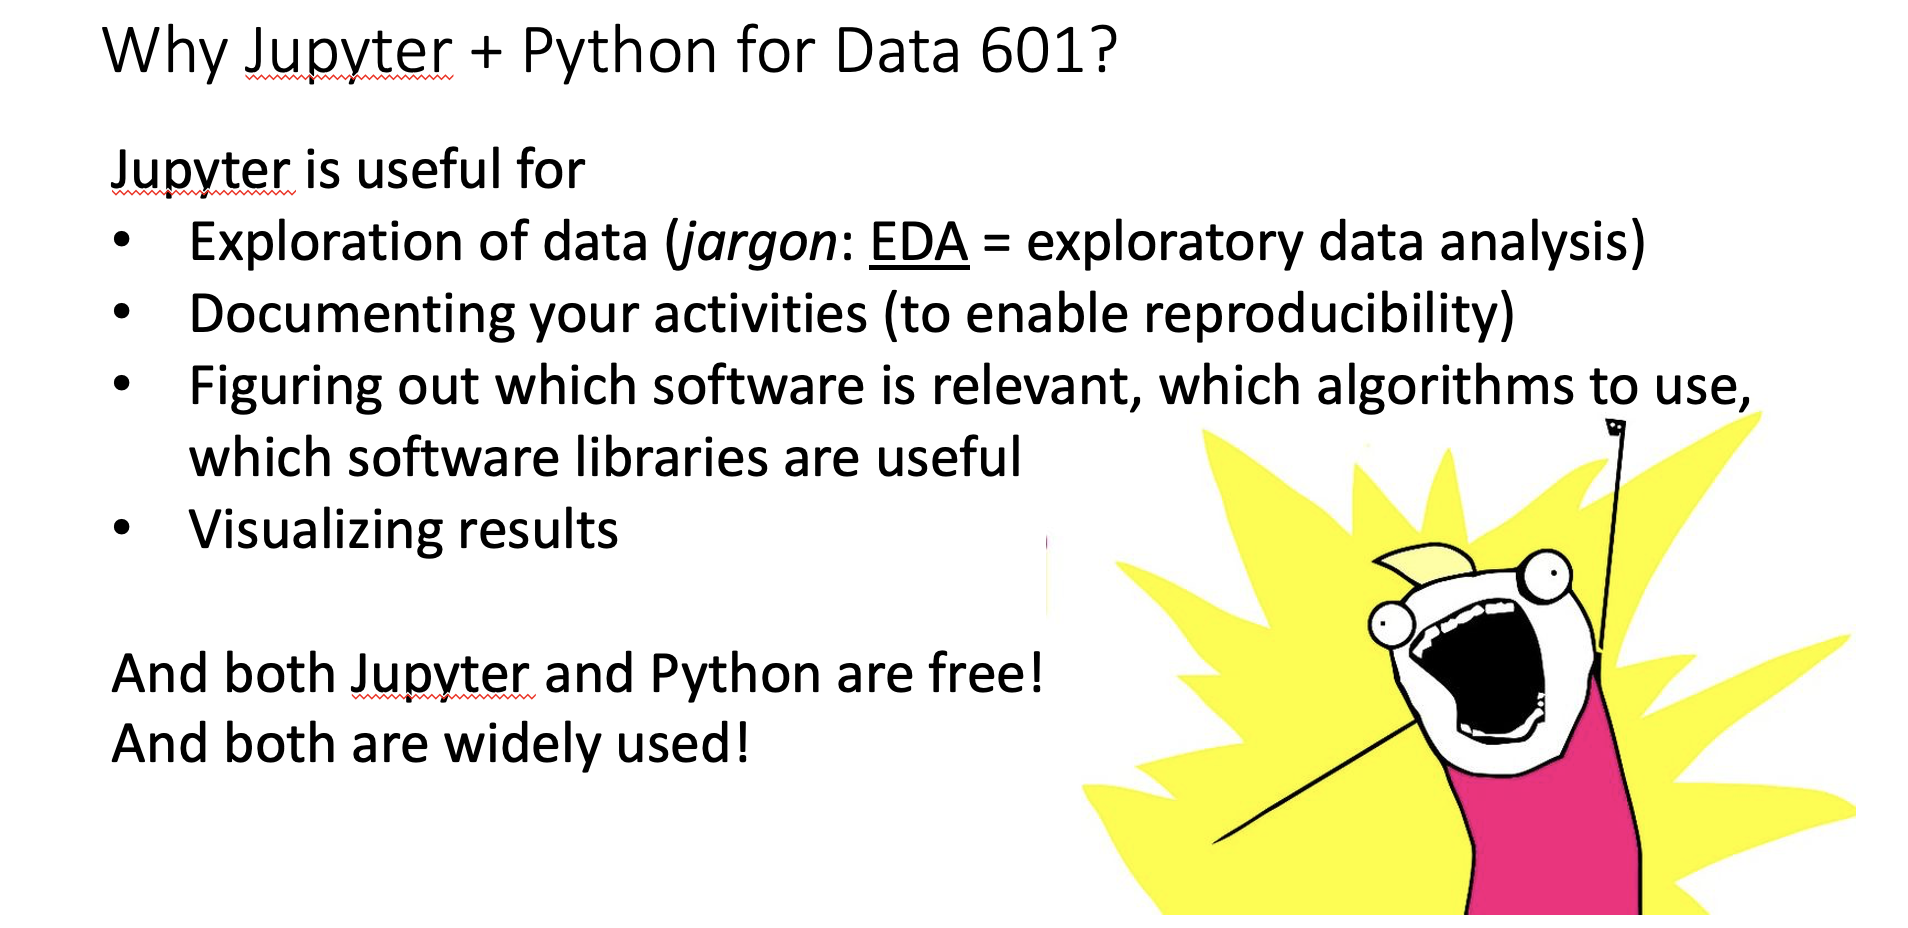 Why Jupyter + Python for Data 601?
Jupyter is useful for
• Exploration of data (jargon: EDA = exploratory data analysis)
• Documenting your activities (to enable reproducibility)
• Figuring out which software is relevant, which algorithms to use,
which software libraries are useful
• Visualizing results
And both Jupyter and Python are free!
And both are widely used!